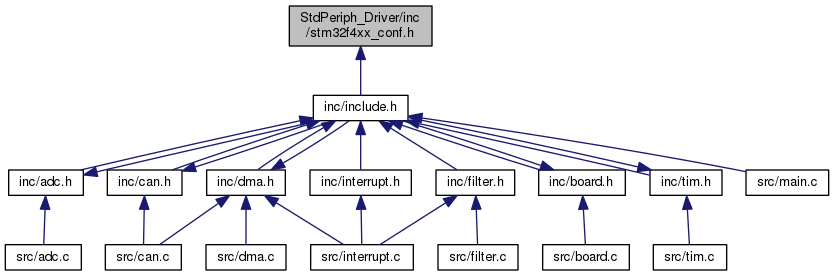 StdPeriph_Driver/inc
/stm32f4xx_conf.h
inc/include.h
inc/adc.h
inc/can.h
inc/dma.h
inc/interrupt.h
inc/filter.h
inc/board.h
inc/tim.h
src/main.c
src/adc.c
src/can.c
src/dma.c
src/interrupt.c
src/filter.c
src/board.c
src/tim.c